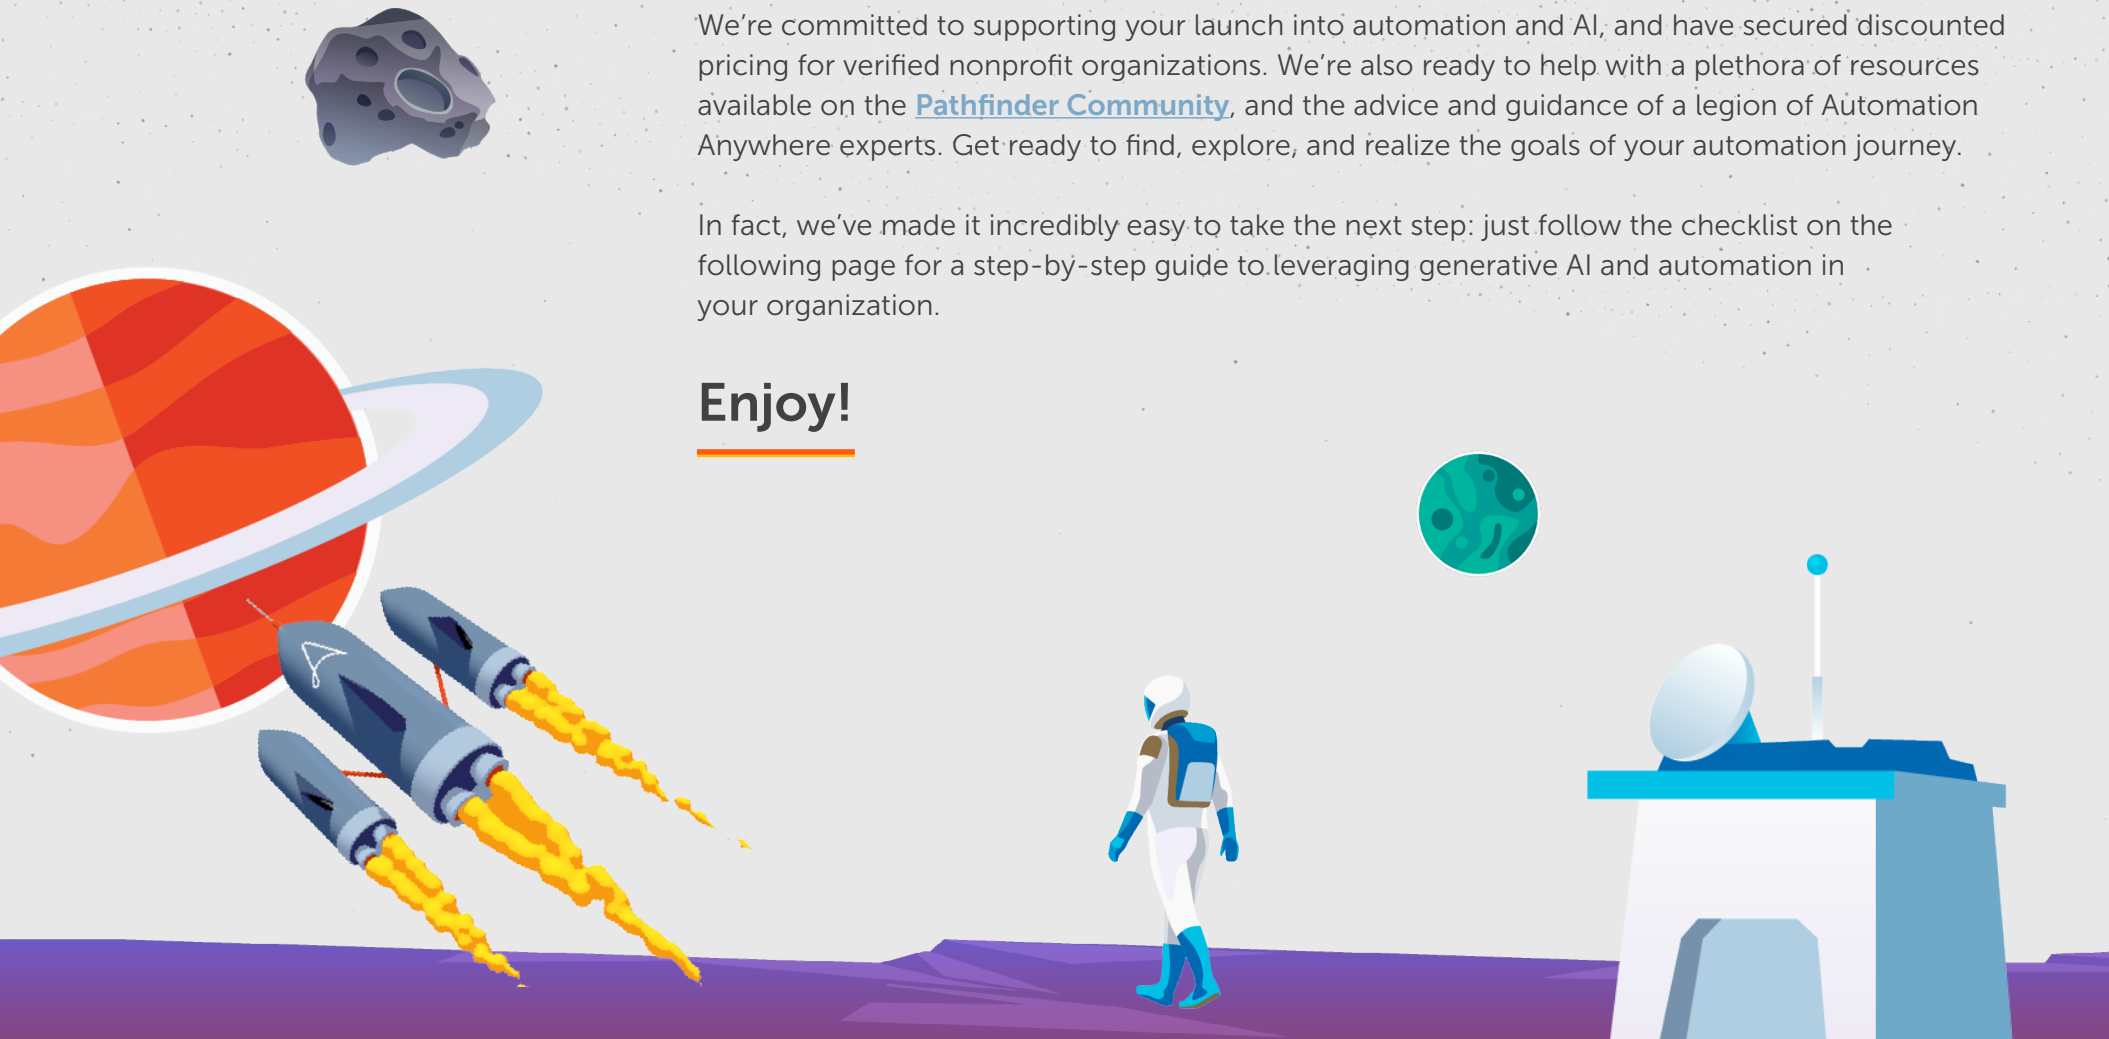 We’re committed to supporting your launch into automation and AI, and have secured discounted
pricing for verified nonprofit organizations. We’re also ready to help with a plethora of resources
available on the Pathfinder Community, and the advice and guidance of a legion of Automation
Anywhere experts. Get ready to find, explore, and realize the goals of your automation journey.
In fact, we’ve made it incredibly easy to take the next step: just follow the checklist on the
following page for a step-by-step guide to leveraging generative AI and automation in
your organization.
Enjoy!